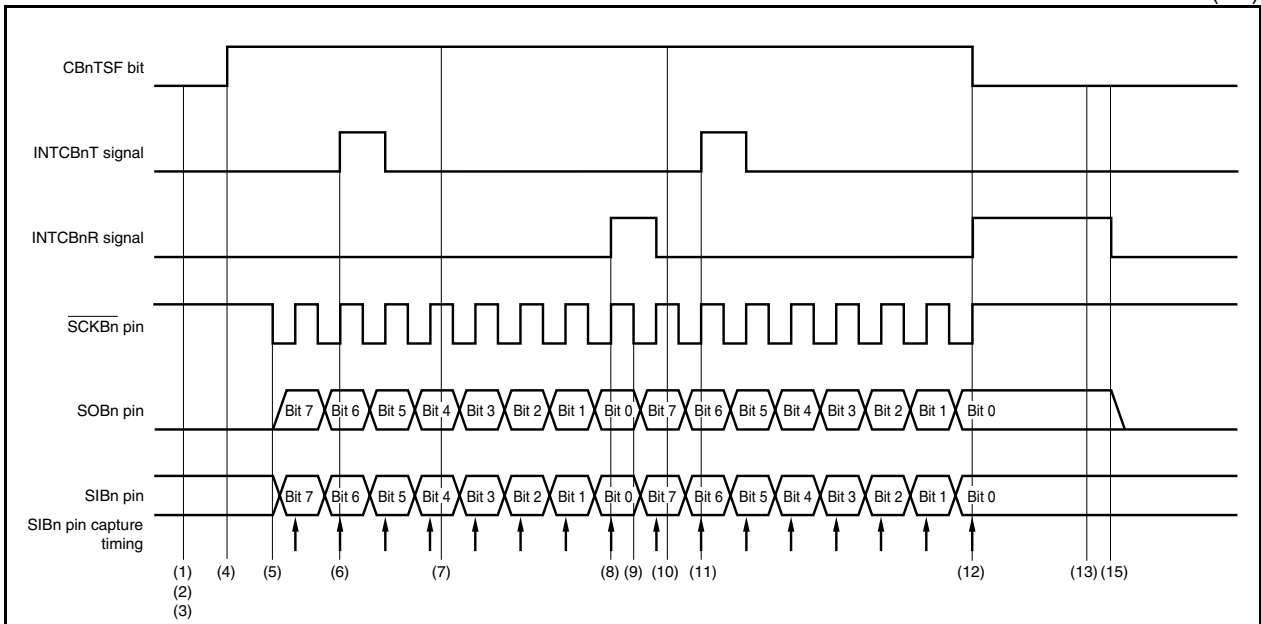 CBnTSF bit
INTCBnT signal
INTCBnR signal
SCKBn pin
SOBn pin
Bit 7 Bit 6 Bit 5 Bit 4 Bit 3 Bit 2 Bit 1 Bit 0 Bit 7 Bit 6 Bit 5 Bit 4 Bit 3 Bit 2 Bit 1 Bit 0
SIBn pin
Bit 7 Bit 6 Bit 5 Bit 4 Bit 3 Bit 2 Bit 1 Bit 0 Bit 7 Bit 6 Bit 5 Bit 4 Bit 3 Bit 2 Bit 1 Bit 0
SIBn pin capture
timing
(1) (4) (5) (6) (7) (8) (9) (10) (11) (12) (13) (15)
(2)
(3)